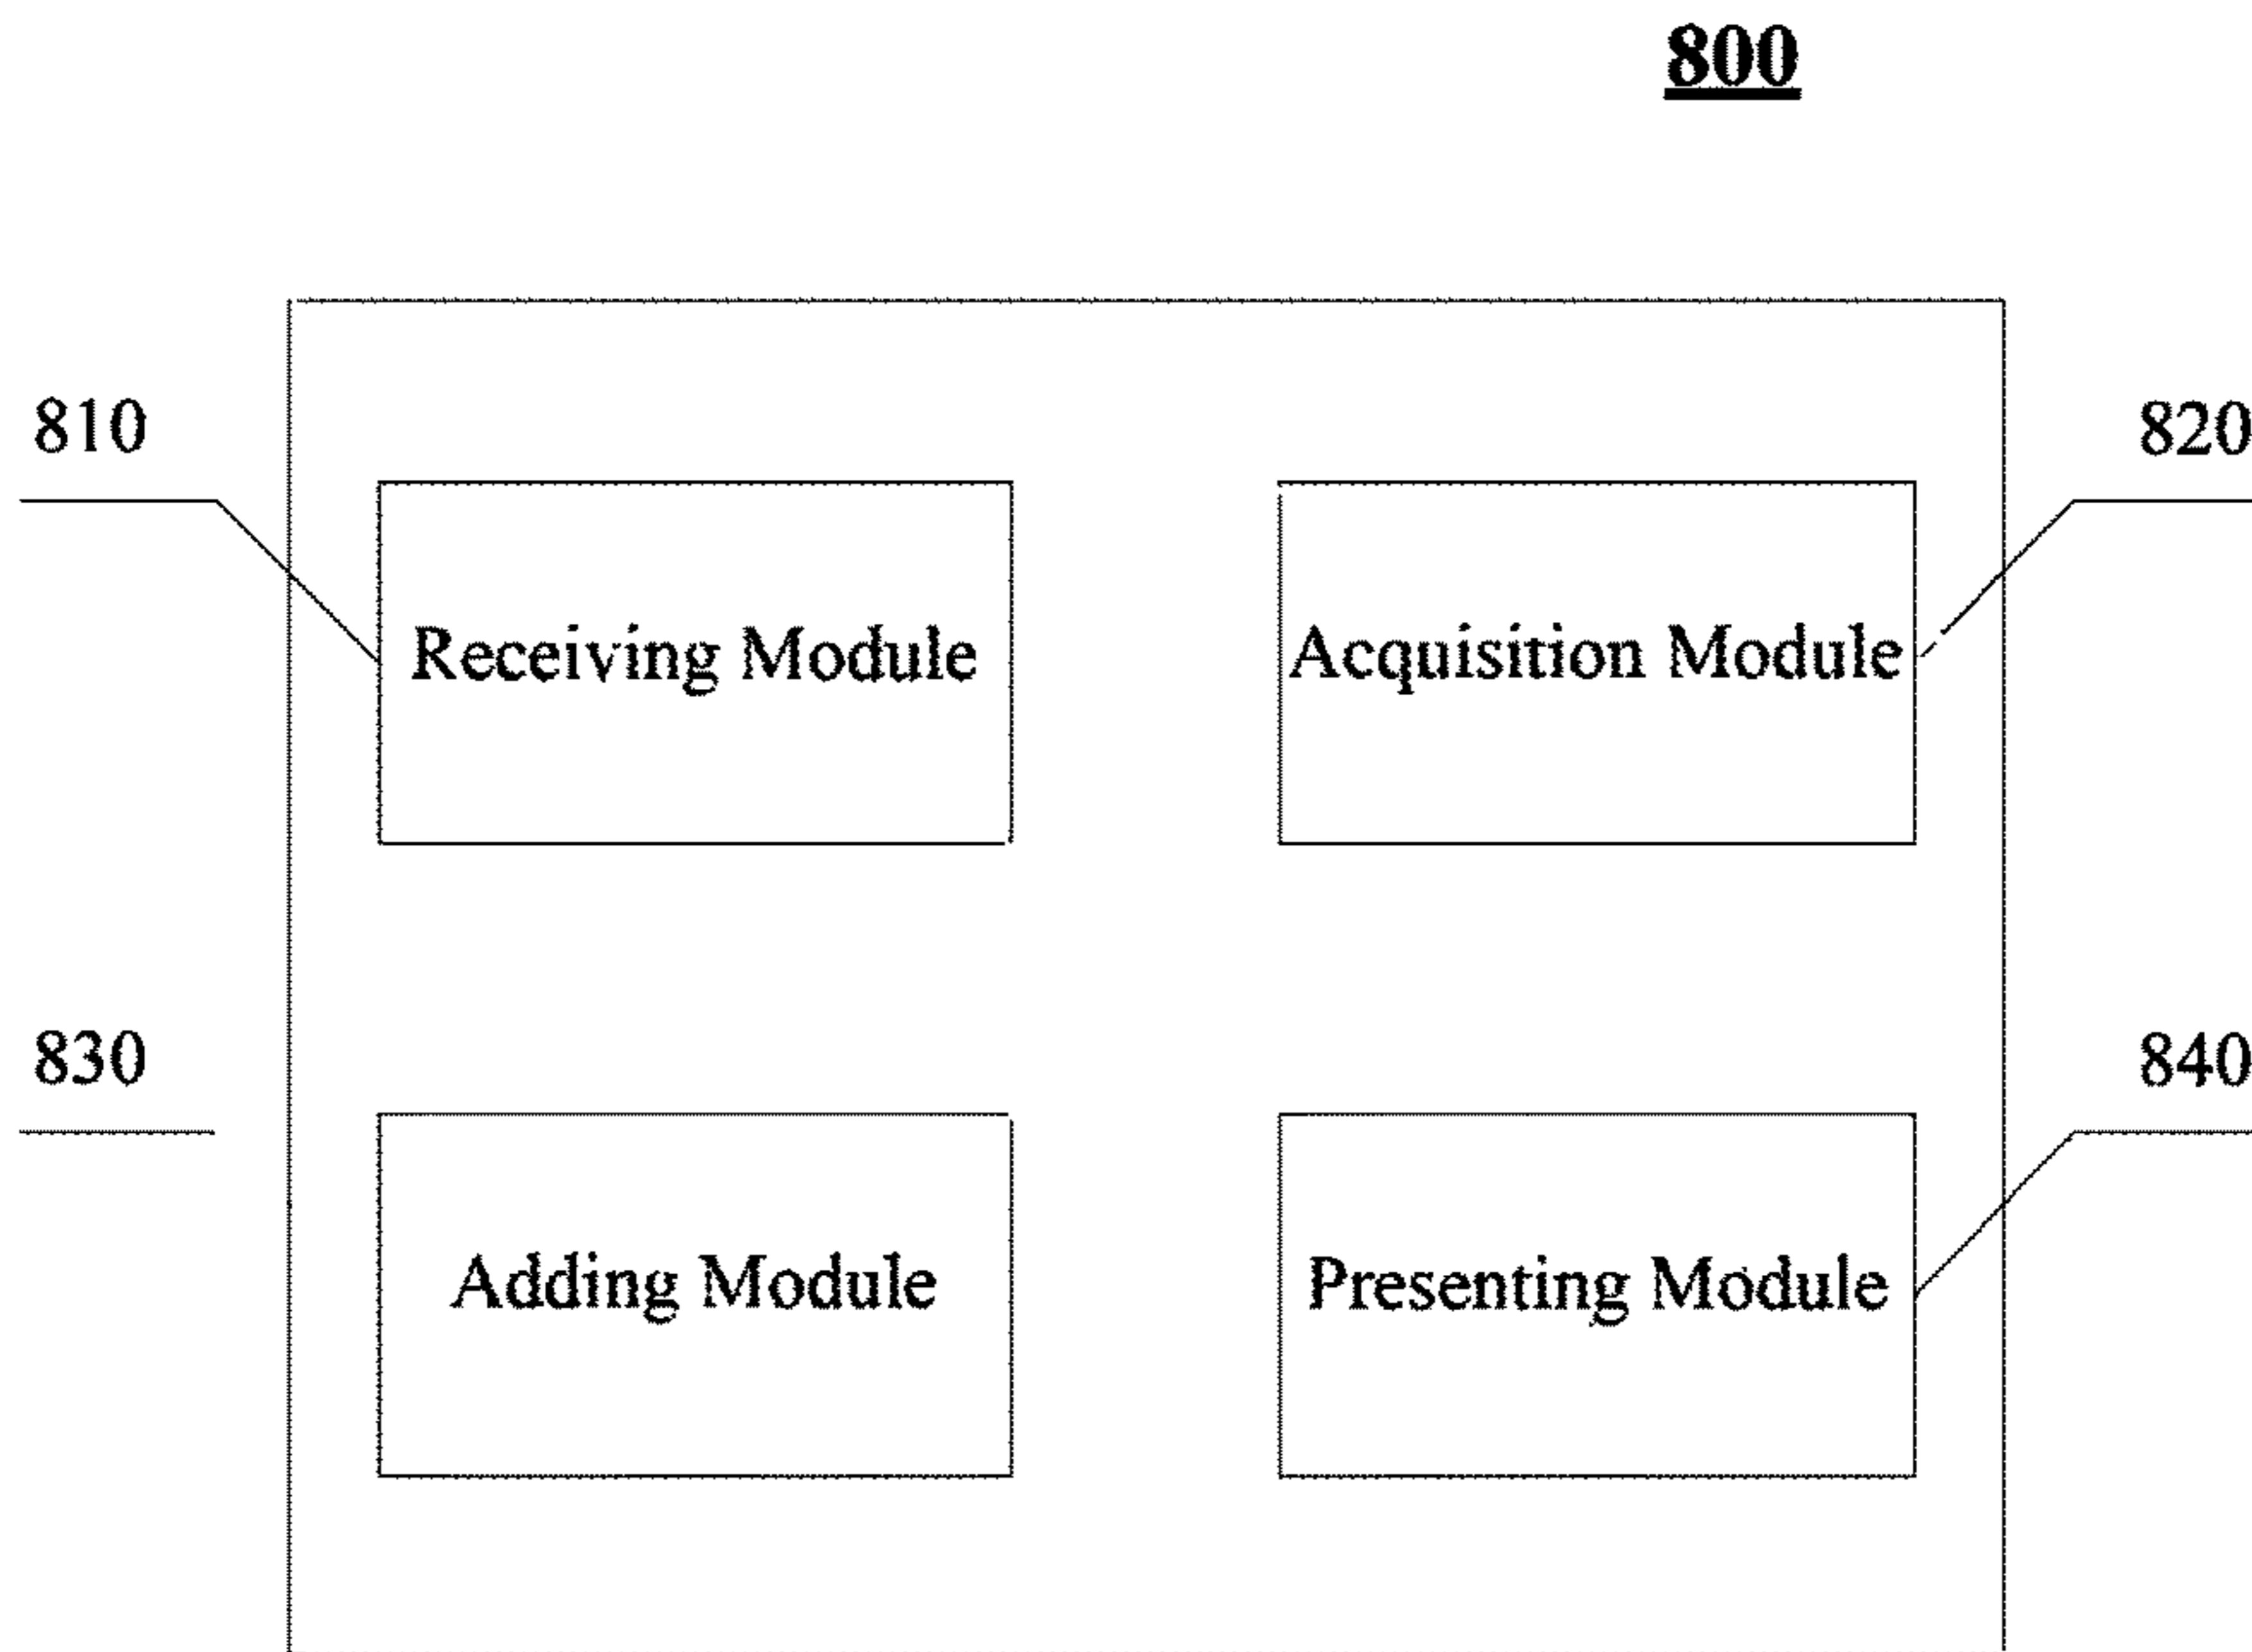 800
810
820
Receiving Module
Acquisition Module
830
840
Adding Module
Presenting Module